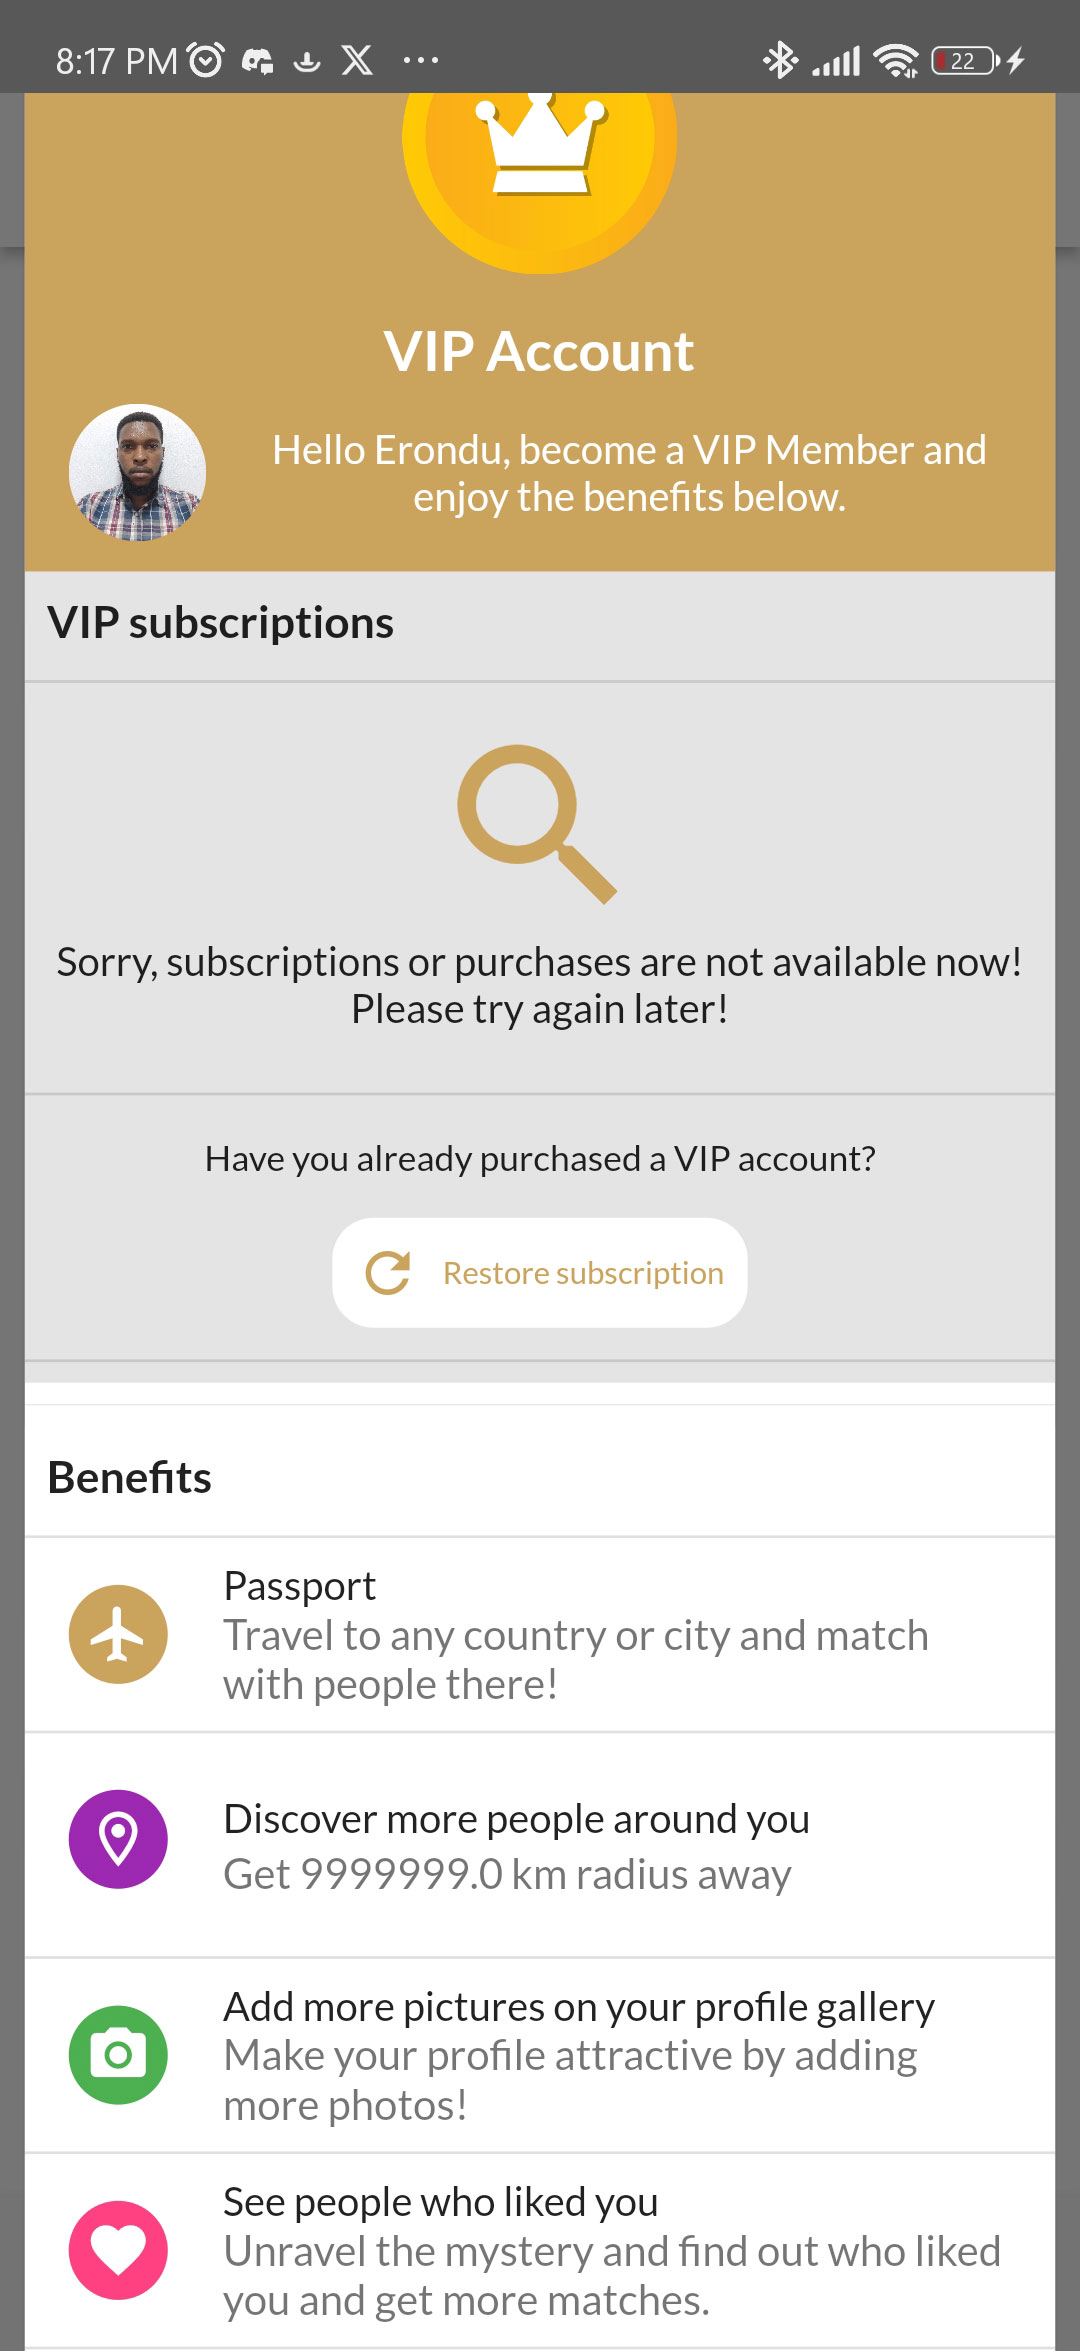 8:17 PM
22
VIP Account
Hello Erondu, become a VIP Member and
enjoy the benefits below.
VIP subscriptions
Sorry, subscriptions or purchases are not available now!
Please try again later!
Have you already purchased a VIP account?
Restore subscription
Benefits
Passport
Travel to any country or city and match
with people there!
Discover more people around you
Get 9999999.0 km radius away
Add more pictures on your profile gallery
Make your profile attractive by adding
more photos!
See people who liked you
Unravel the mystery and find out who liked
you and get more matches.